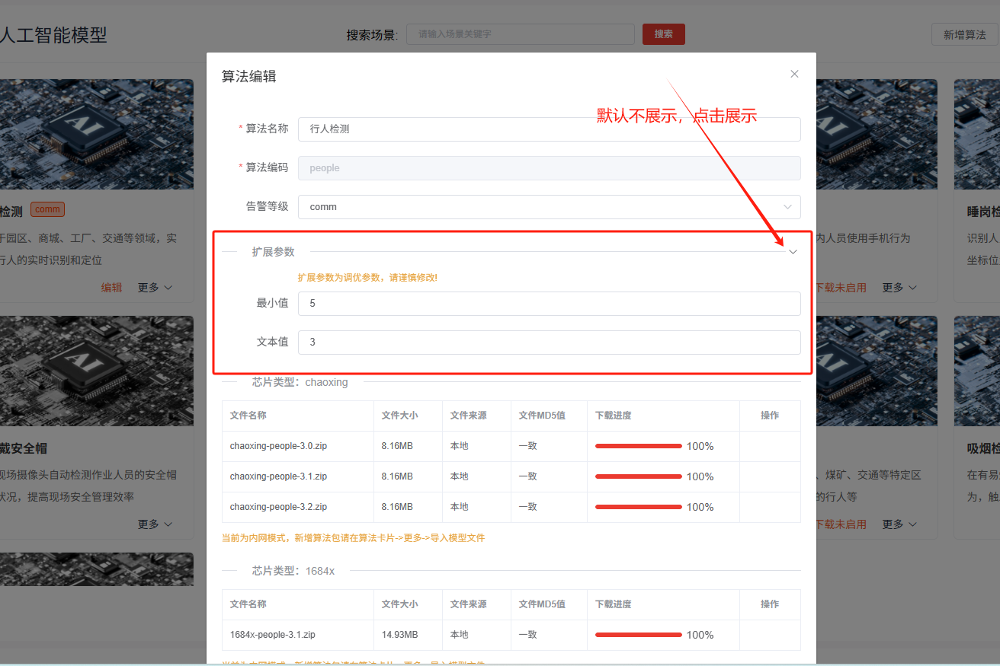 人工智能模型
搜索场景:
请输入场景关键字
搜索
新增算法
算法编辑
默认不展示，点击展示
* 算法名称
行人检测
* 算法编码
people
告警等级
comm
扩展参数
扩展参数为调优参数，请谨慎修改!
最小值
5
文本值
3
芯片类型：chaoxing
文件名称 文件大小 文件来源 文件MD5值 下载进度 操作
chaoxing-people-3.0.zip 8.16MB 本地 一致 100%
chaoxing-people-3.1.zip 8.16MB 本地 一致 100%
chaoxing-people-3.2.zip 8.16MB 本地 一致 100%
当前为内网模式，新增算法包请在算法卡片->更多->导入模型文件
芯片类型：1684x
文件名称 文件大小 文件来源 文件MD5值 下载进度 操作
1684x-people-3.1.zip 14.93MB 本地 一致 100%
AI
检测 comm
于园区、商城、工厂、交通等领域，实
行人的实时识别和定位
编辑 更多
AI
戴安全帽
现场摄像头自动检测作业人员的安全帽
状况，提高现场安全管理效率
更多
AI
内人员使用手机行为
下载未启用 更多
AI
、煤矿、交通等特定区
的行人等
下载未启用 更多
睡岗检
识别人
坐标位
吸烟检
在有易
为，触